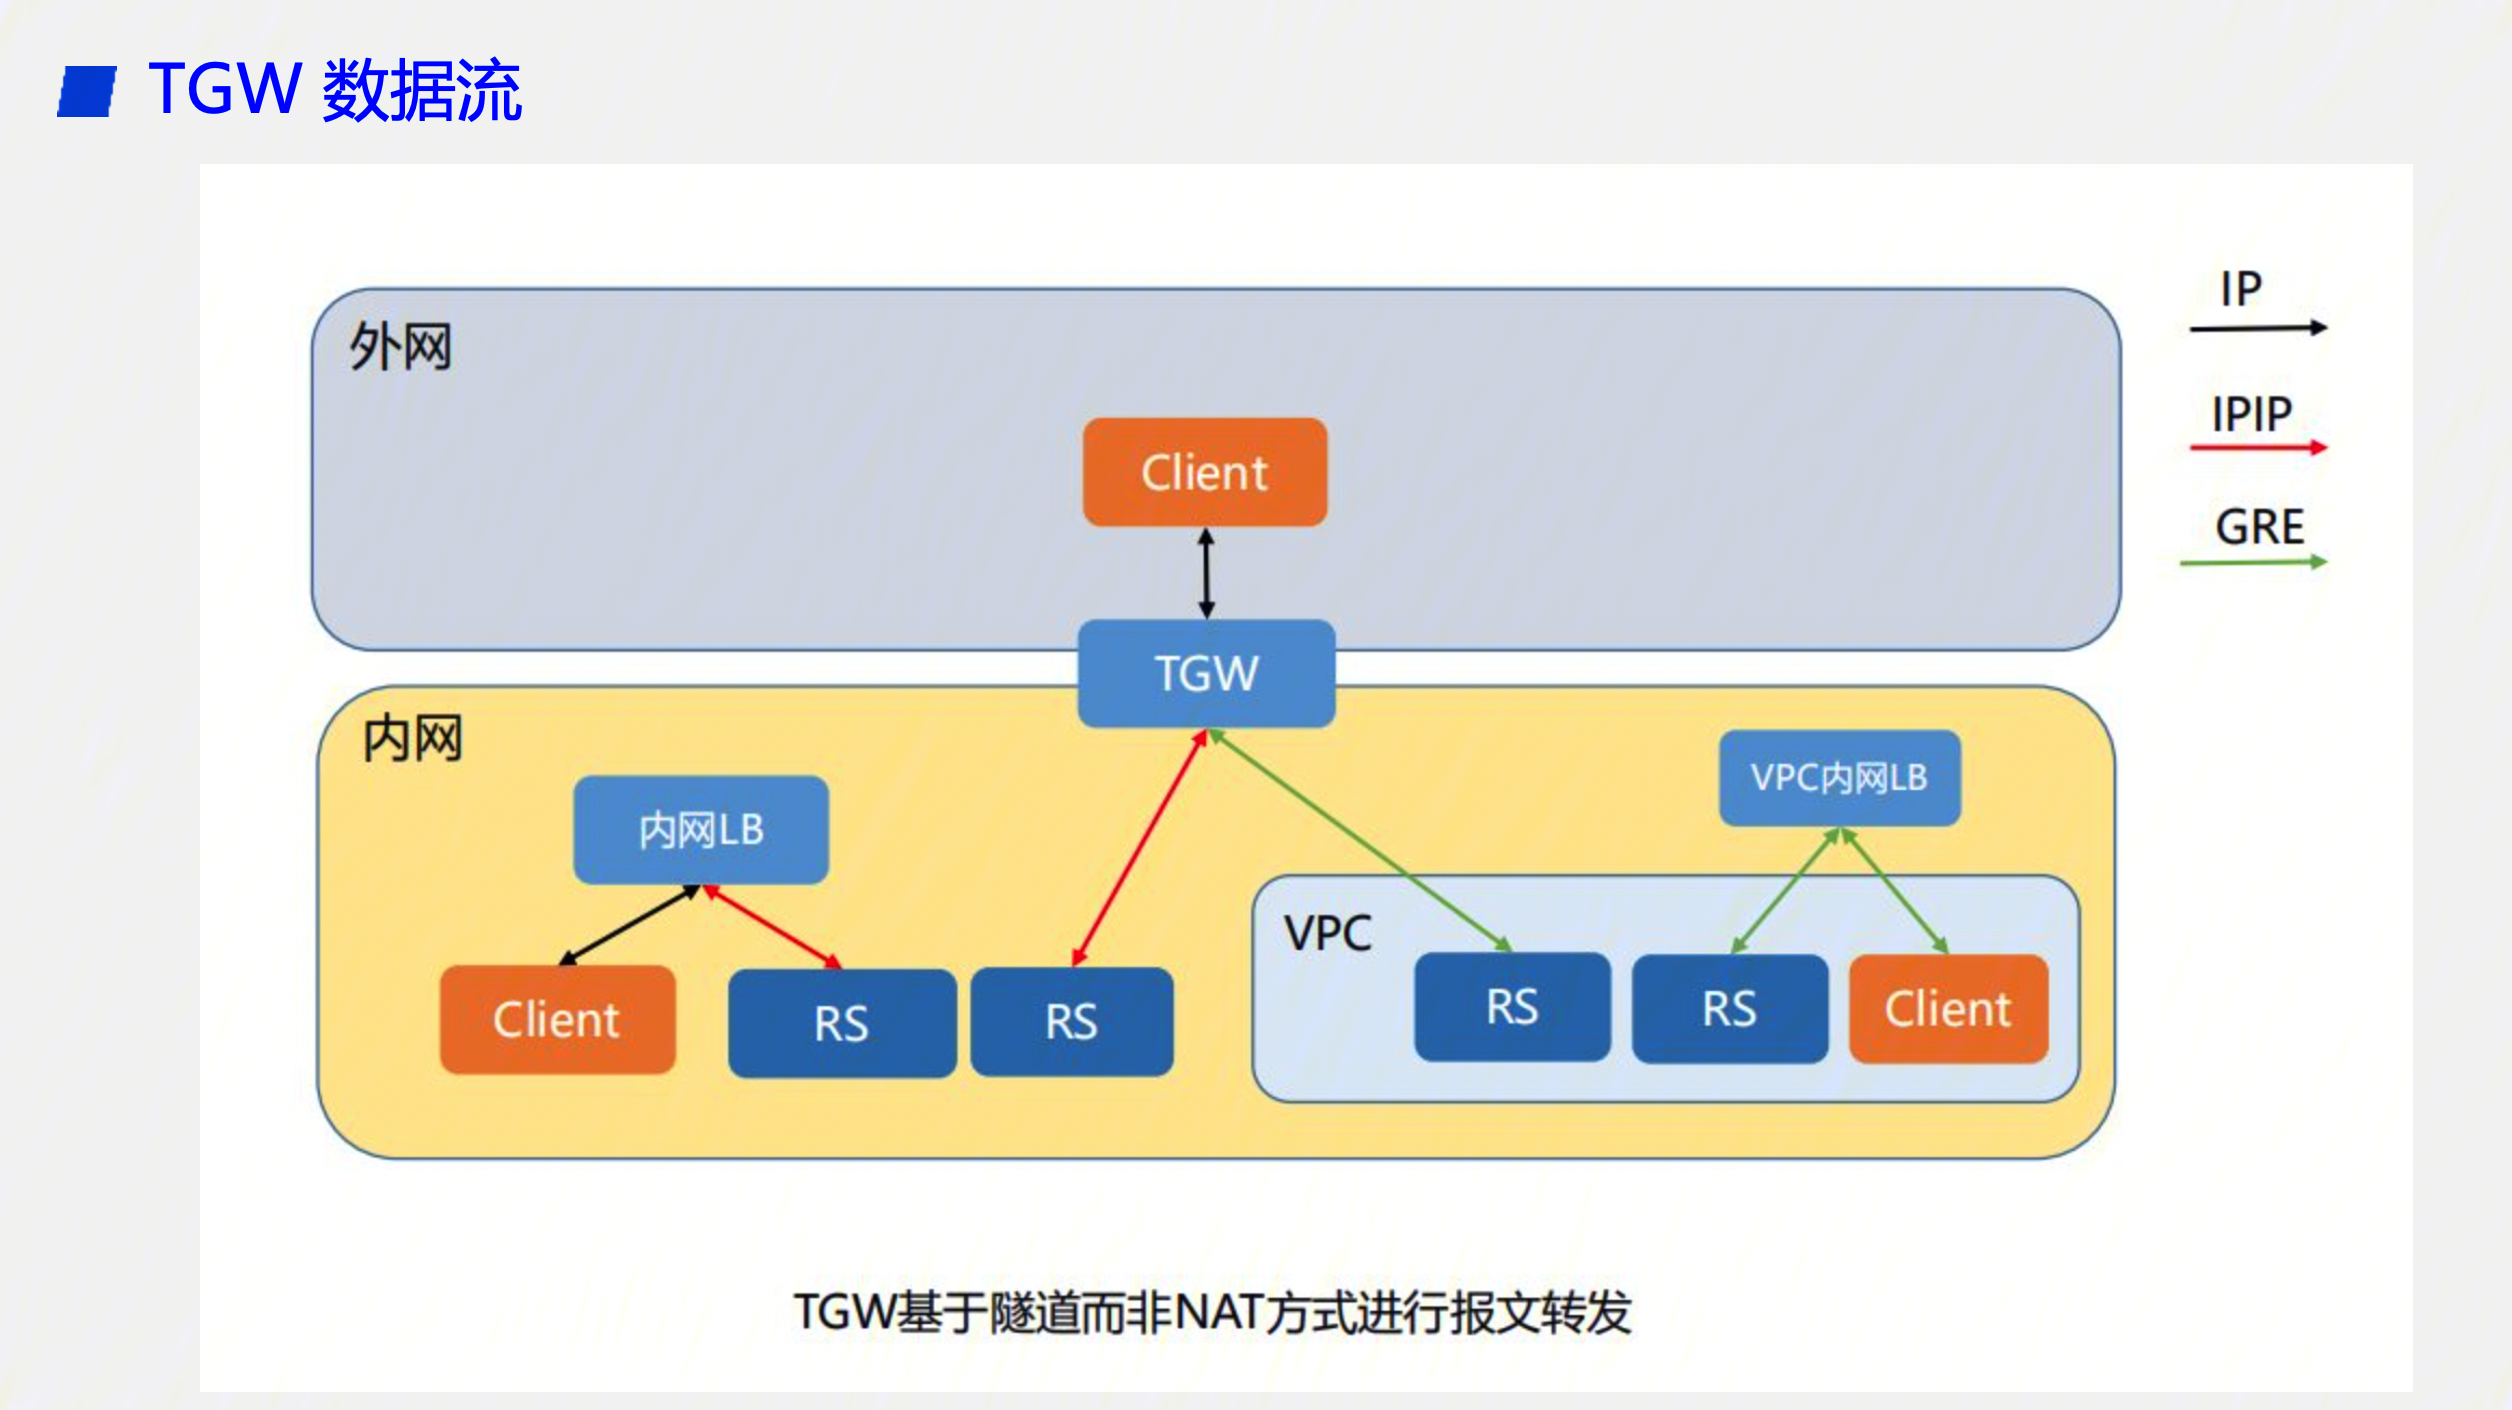 TGW 数据流
IP
外网
IPIP
Client
GRE
TGW
内网
VPC内网LB
内网LB
VPC
Client
RS
RS
RS
RS
Client
TGW基于隧道而非NAT方式进行报文转发